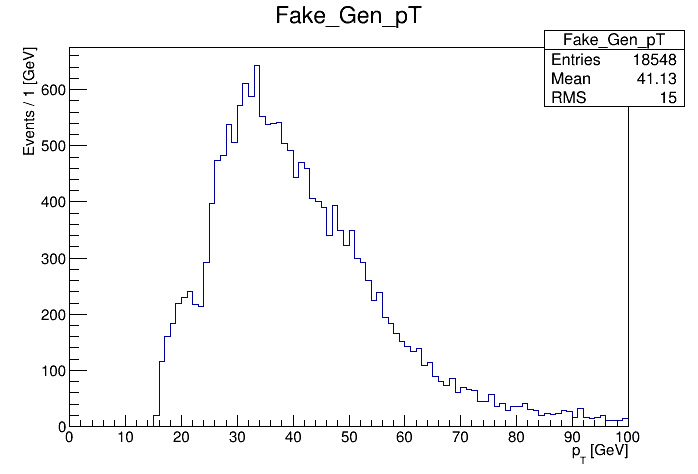 Fake_Gen_pT
Fake_Gen_pT
Entries 18548
Mean 41.13
RMS 15
Events / 1 [GeV]
600
500
400
300
200
100
0
0 10 20 30 40 50 60 70 80 90 100
p_T [GeV]